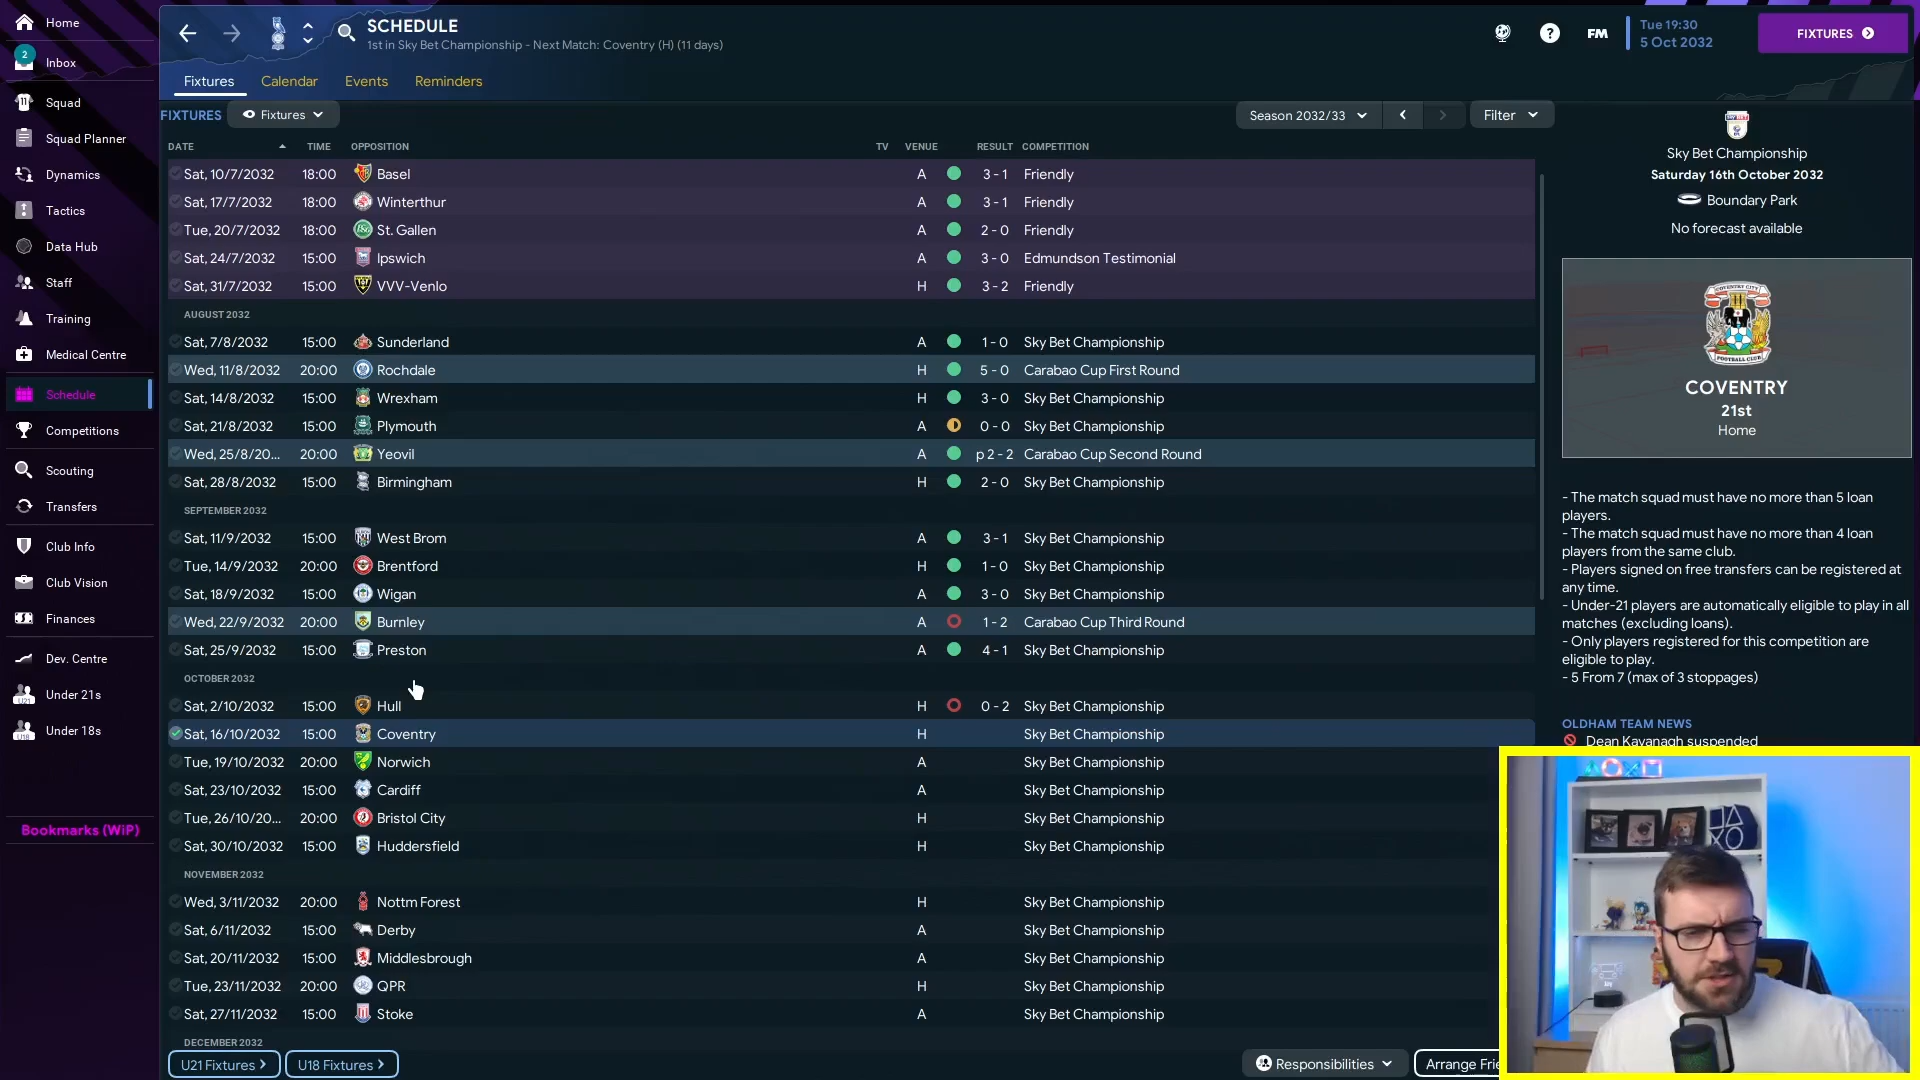 Home
2
Inbox
Squad
Squad Planner
Dynamics
Tactics
Data Hub
Staff
Training
Medical Centre
Schedule
Competitions
Scouting
Transfers
Club Info
Club Vision
Finances
Dev. Centre
Under 21s
Under 18s
Bookmarks (WiP)
SCHEDULE
1st in Sky Bet Championship - Next Match: Coventry (H) (11 days)
FM
Tue 19:30
5 Oct 2032
FIXTURES
Fixtures Calendar Events Reminders
FIXTURES Fixtures Season 2032/33 Filter
DATE TIME OPPOSITION TV VENUE RESULT COMPETITION
Sat, 10/7/2032 18:00 Basel A 3 - 1 Friendly
Sat, 17/7/2032 18:00 Winterthur A 3 - 1 Friendly
Tue, 20/7/2032 18:00 St. Gallen A 2 - 0 Friendly
Sat, 24/7/2032 15:00 Ipswich A 3 - 0 Edmundson Testimonial
Sat, 31/7/2032 15:00 VVV-Venlo H 3 - 2 Friendly
AUGUST 2032
Sat, 7/8/2032 15:00 Sunderland A 1 - 0 Sky Bet Championship
Wed, 11/8/2032 20:00 Rochdale H 5 - 0 Carabao Cup First Round
Sat, 14/8/2032 15:00 Wrexham H 3 - 0 Sky Bet Championship
Sat, 21/8/2032 15:00 Plymouth A 0 - 0 Sky Bet Championship
Wed, 25/8/20... 20:00 Yeovil A p 2 - 2 Carabao Cup Second Round
Sat, 28/8/2032 15:00 Birmingham H 2 - 0 Sky Bet Championship
SEPTEMBER 2032
Sat, 11/9/2032 15:00 West Brom A 3 - 1 Sky Bet Championship
Tue, 14/9/2032 20:00 Brentford H 1 - 0 Sky Bet Championship
Sat, 18/9/2032 15:00 Wigan A 3 - 0 Sky Bet Championship
Wed, 22/9/2032 20:00 Burnley A 1 - 2 Carabao Cup Third Round
Sat, 25/9/2032 15:00 Preston A 4 - 1 Sky Bet Championship
OCTOBER 2032
Sat, 2/10/2032 15:00 Hull H 0 - 2 Sky Bet Championship
Sat, 16/10/2032 15:00 Coventry H Sky Bet Championship
Tue, 19/10/2032 20:00 Norwich A Sky Bet Championship
Sat, 23/10/2032 15:00 Cardiff A Sky Bet Championship
Tue, 26/10/20... 20:00 Bristol City H Sky Bet Championship
Sat, 30/10/2032 15:00 Huddersfield H Sky Bet Championship
NOVEMBER 2032
Wed, 3/11/2032 20:00 Nottm Forest H Sky Bet Championship
Sat, 6/11/2032 15:00 Derby A Sky Bet Championship
Sat, 20/11/2032 15:00 Middlesbrough A Sky Bet Championship
Tue, 23/11/2032 20:00 QPR H Sky Bet Championship
Sat, 27/11/2032 15:00 Stoke A Sky Bet Championship
DECEMBER 2032
U21 Fixtures > U18 Fixtures > Responsibilities Arrange Frie
Sky Bet Championship
Saturday 16th October 2032
Boundary Park
No forecast available
COVENTRY CITY
FOOTBALL CLUB
COVENTRY
21st
Home
- The match squad must have no more than 5 loan
players.
- The match squad must have no more than 4 loan
players from the same club.
- Players signed on free transfers can be registered at
any time.
- Under-21 players are automatically eligible to play in all
matches (excluding loans).
- Only players registered for this competition are
eligible to play.
- 5 From 7 (max of 3 stoppages)
OLDHAM TEAM NEWS
Dean Kavanagh suspended